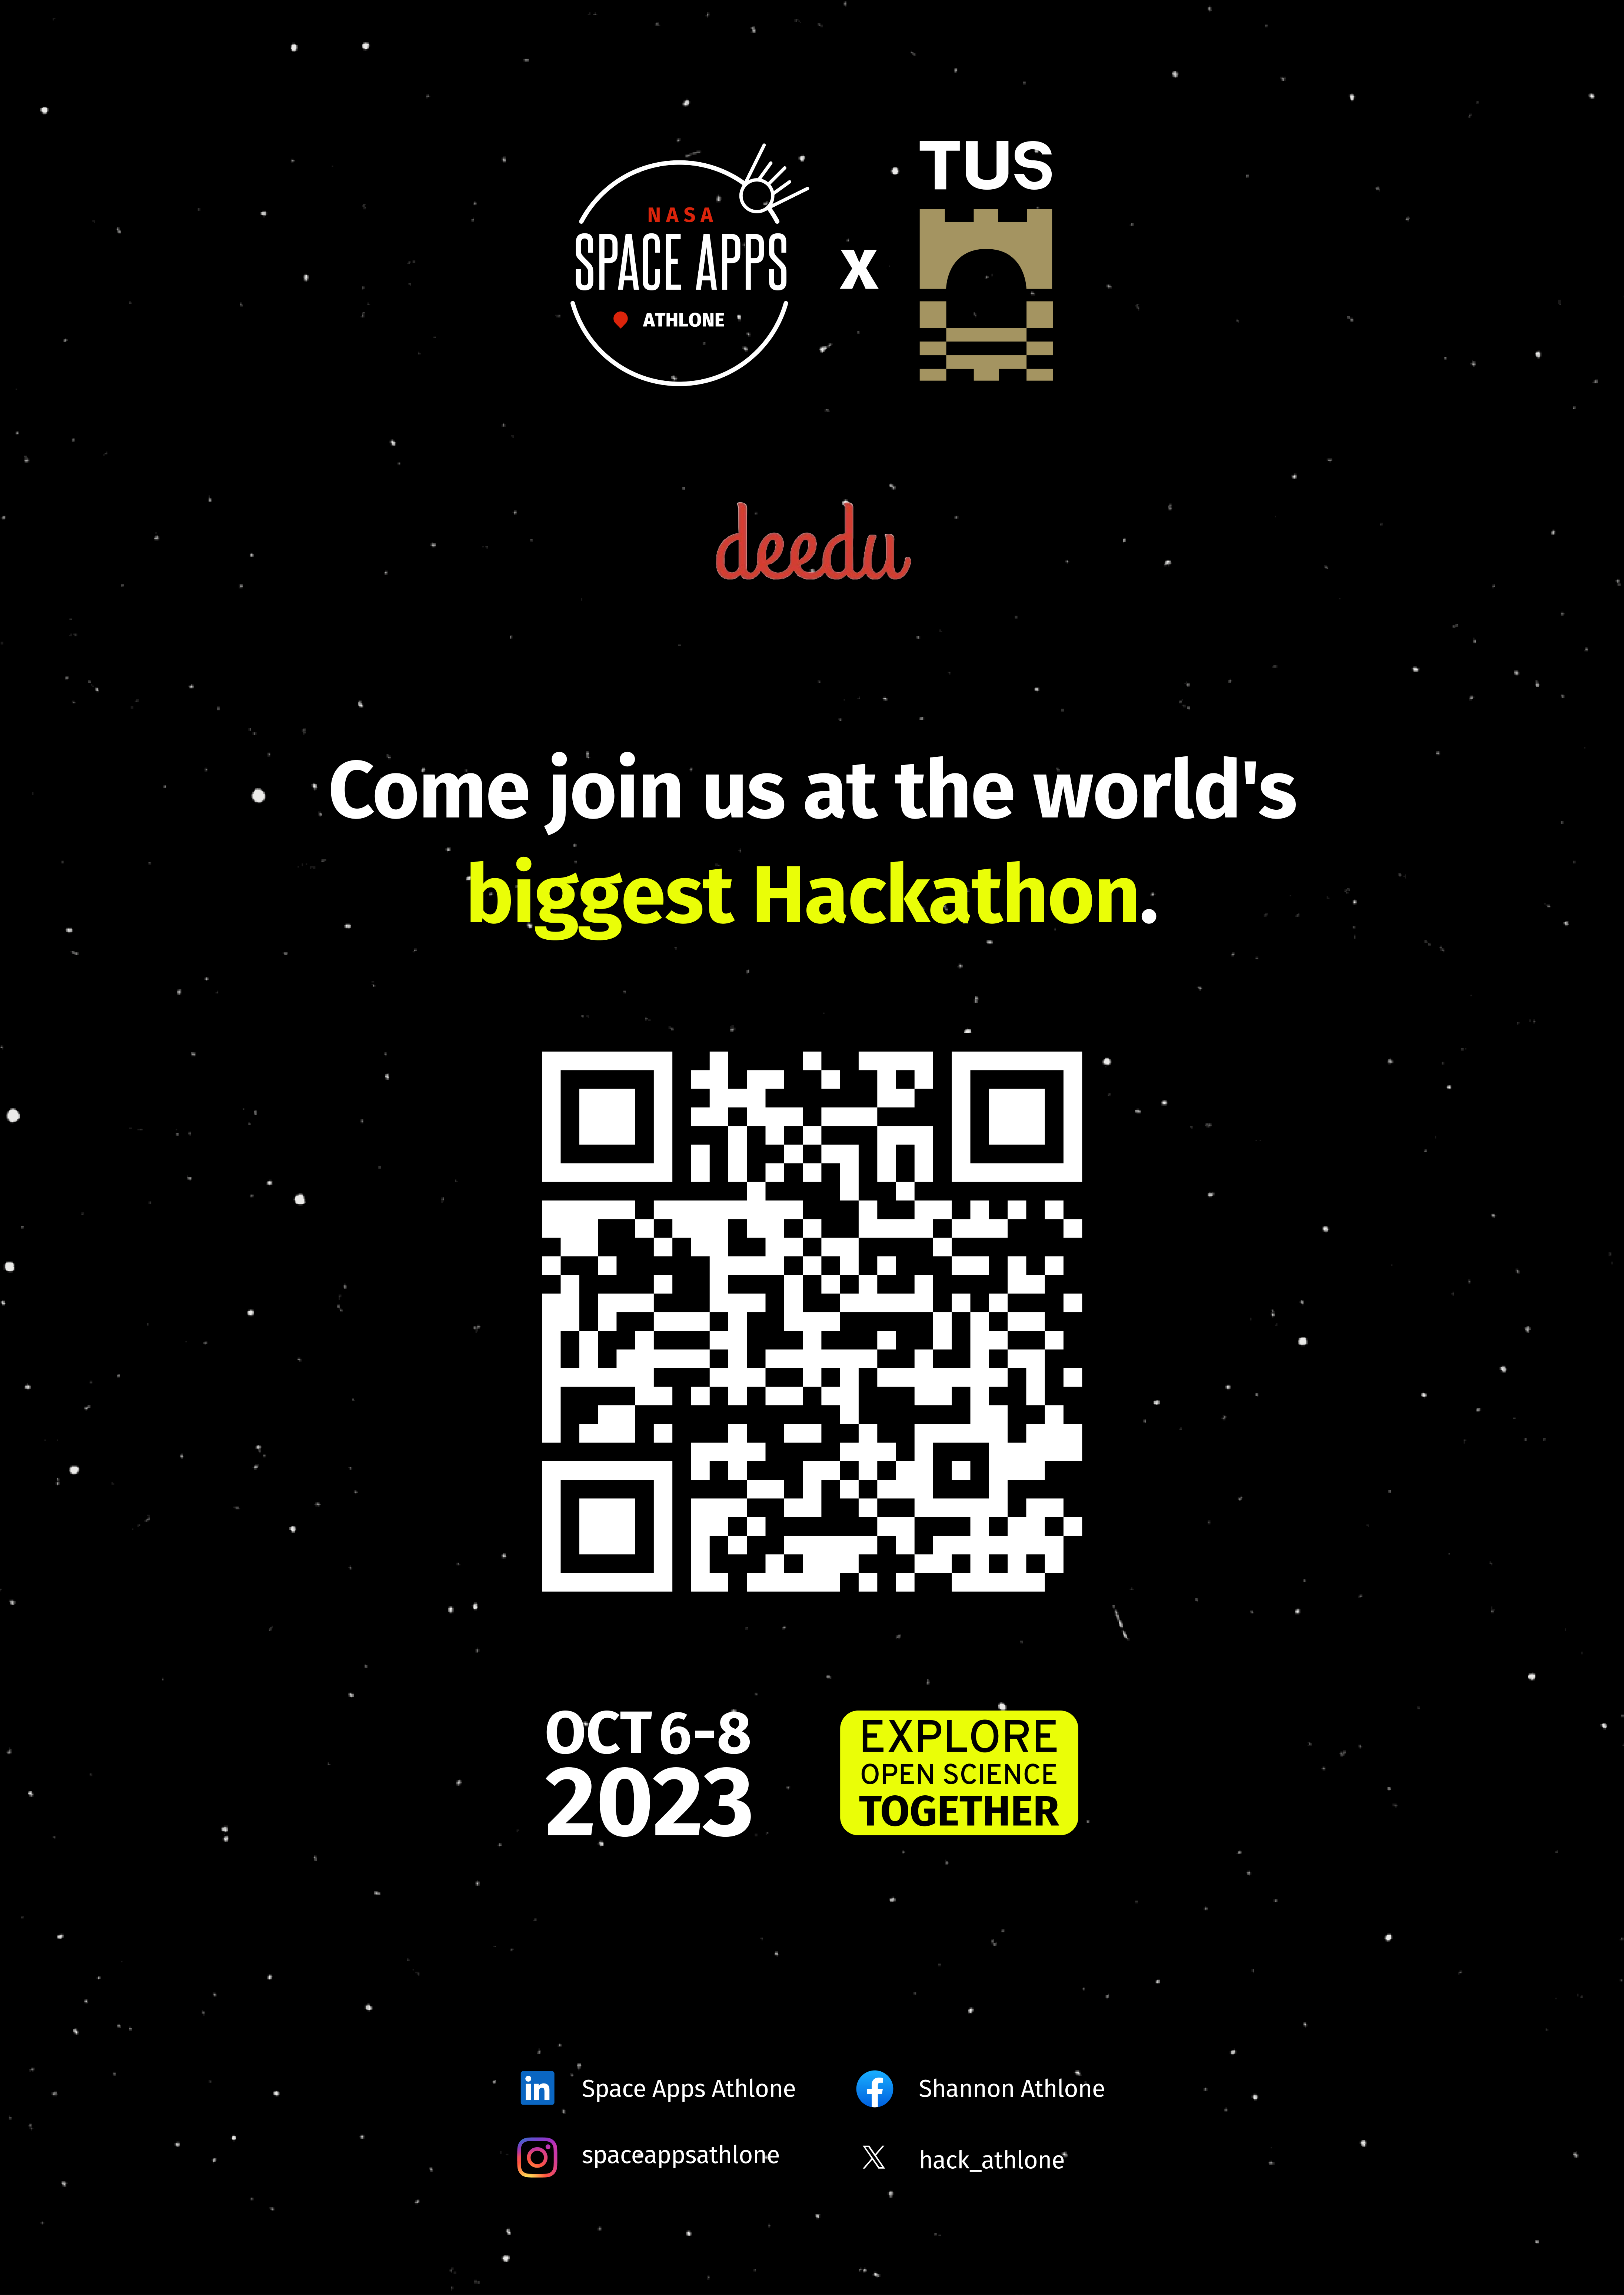 NASA
SPACE APPS
ATHLONE
x
TUS
deedu
Come join us at the world's
biggest Hackathon.
OCT 6-8
2023
EXPLORE
OPEN SCIENCE
TOGETHER
in Space Apps Athlone
f Shannon Athlone
spaceappsathlone
X hack_athlone